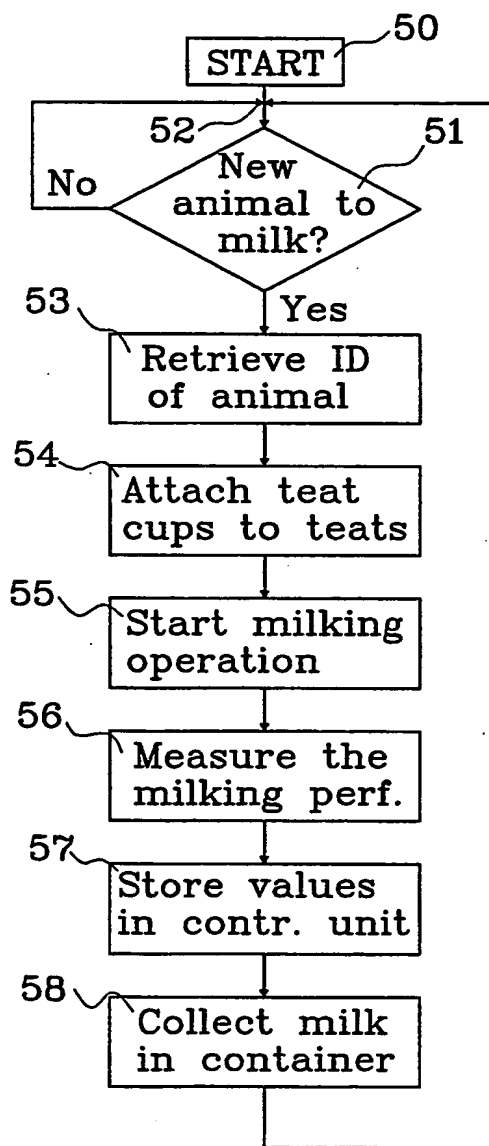 50
START
52
51
New
animal to
milk?
No
Yes
53
Retrieve ID
of animal
54
Attach teat
cups to teats
55
Start milking
operation
56
Measure the
milking perf.
57
Store values
in contr. unit
58
Collect milk
in container